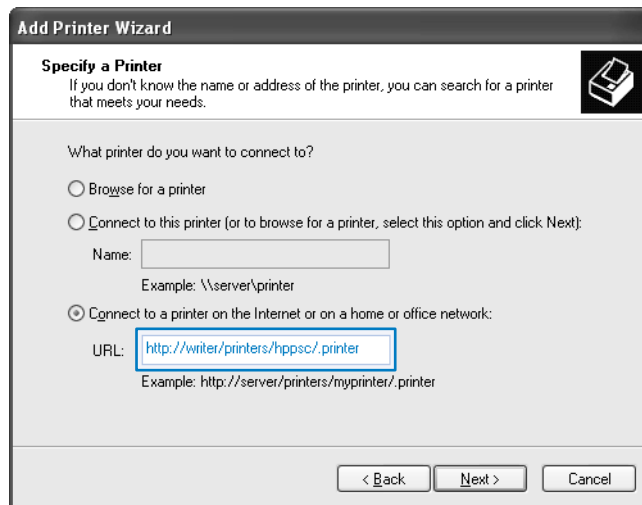 Add Printer Wizard
Specify a Printer
If you don't know the name or address of the printer, you can search for a printer
that meets your needs.
What printer do you want to connect to?
Browse for a printer
Connect to this printer (or to browse for a printer, select this option and click Next):
Name:
Example: \\server\printer
Connect to a printer on the Internet or on a home or office network:
URL: http://writer/printers/hppsc/.printer
Example: http://server/printers/myprinter/.printer
< Back Next > Cancel